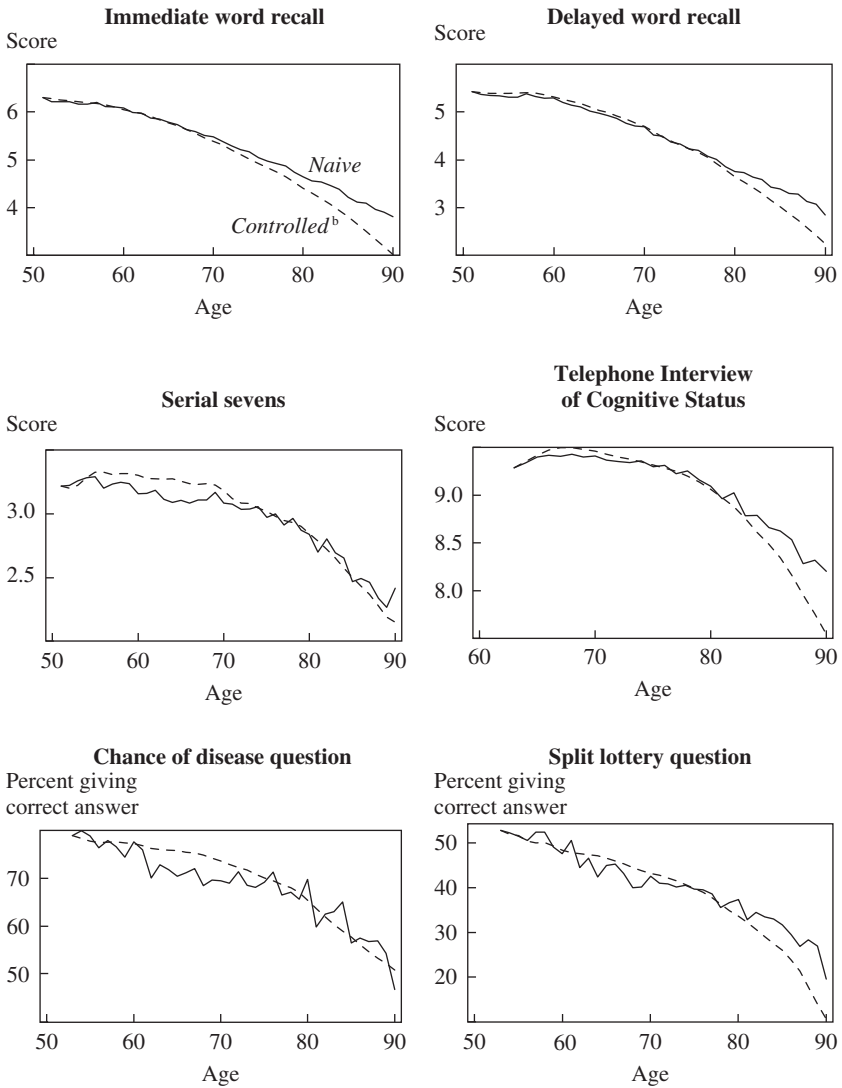 Immediate word recall
Score
6
5
4
Naive
Controlled b
50 60 70 80 90
Age
Delayed word recall
Score
5
4
3
50 60 70 80 90
Age
Serial sevens
Score
3.0
2.5
50 60 70 80 90
Age
Telephone Interview
of Cognitive Status
Score
9.0
8.5
8.0
60 70 80 90
Age
Chance of disease question
Percent giving
correct answer
70
60
50
50 60 70 80 90
Age
Split lottery question
Percent giving
correct answer
50
40
30
20
50 60 70 80 90
Age